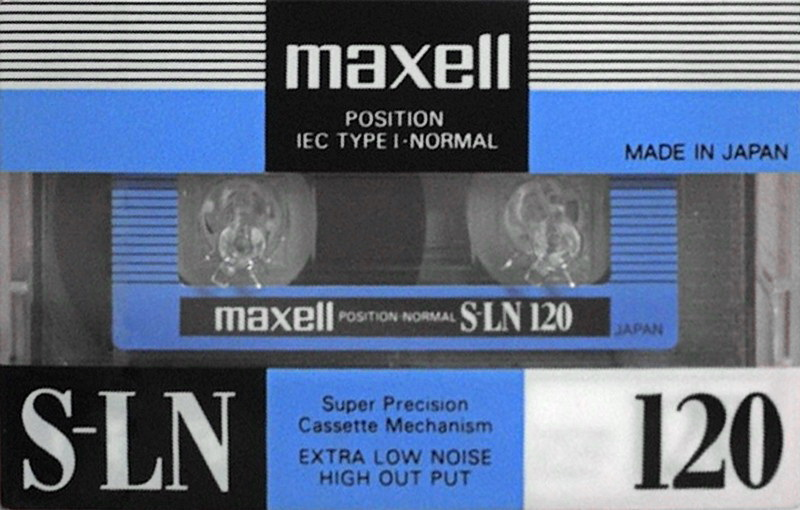 maxell
POSITION
IEC TYPE I·NORMAL
MADE IN JAPAN
maxell POSITION·NORMAL S-LN 120
JAPAN
S-LN
Super Precision
Cassette Mechanism
EXTRA LOW NOISE
HIGH OUT PUT
120